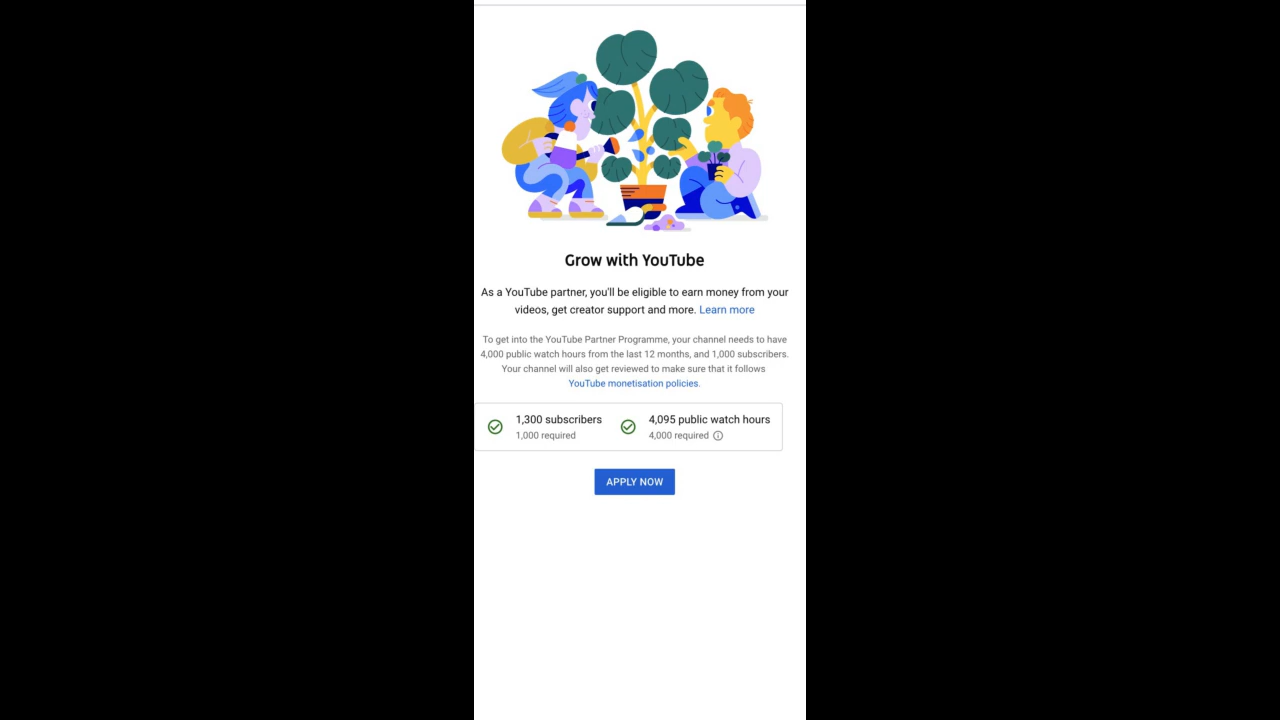 Grow with YouTube
As a YouTube partner, you'll be eligible to earn money from your
videos, get creator support and more. Learn more
To get into the YouTube Partner Programme, your channel needs to have
4,000 public watch hours from the last 12 months, and 1,000 subscribers.
Your channel will also get reviewed to make sure that it follows
YouTube monetisation policies.
1,300 subscribers
1,000 required
4,095 public watch hours
4,000 required
APPLY NOW